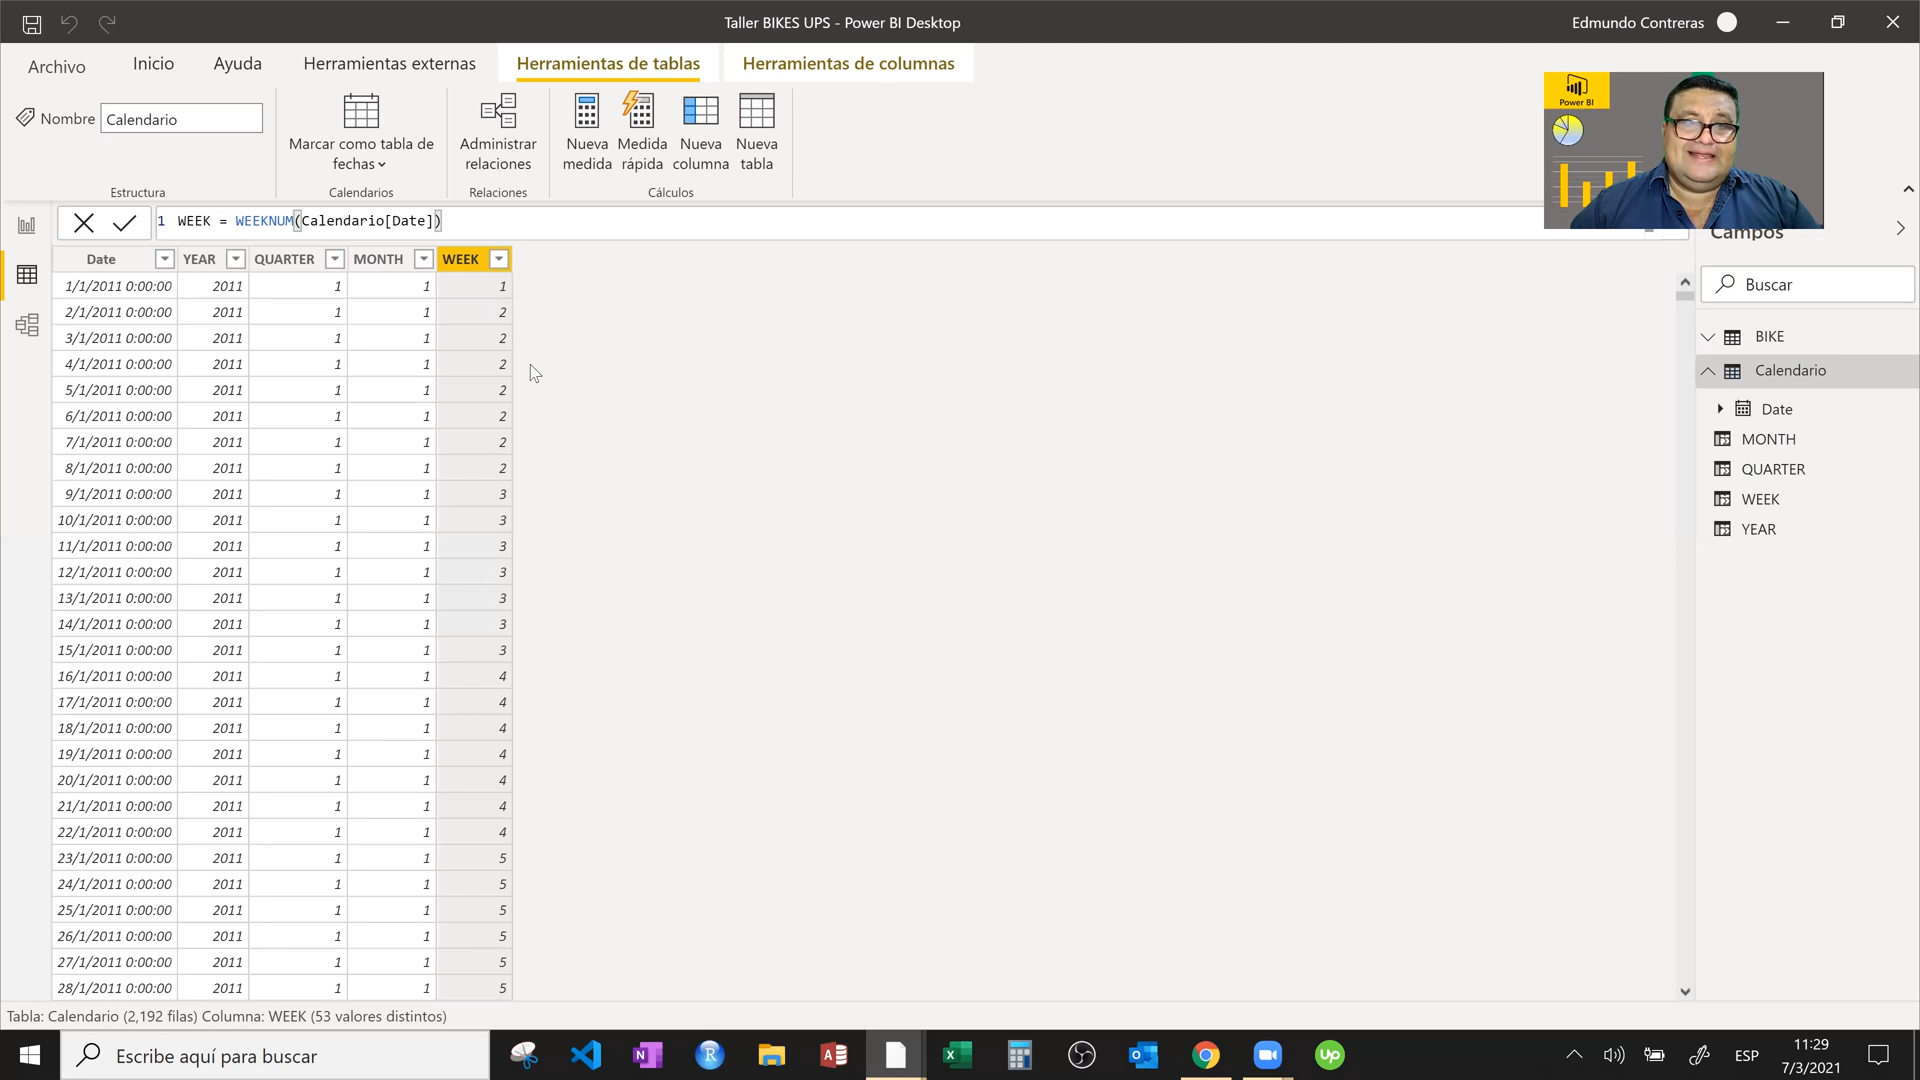 Taller BIKES UPS - Power BI Desktop
Edmundo Contreras
Archivo Inicio Ayuda Herramientas externas Herramientas de tablas Herramientas de columnas
Nombre Calendario
Marcar como tabla de fechas
Administrar relaciones
Nueva medida
Medida rápida
Nueva columna
Nueva tabla
Estructura Calendarios Relaciones Cálculos
Power BI
1 WEEK = WEEKNUM(Calendario[Date])
Date YEAR QUARTER MONTH WEEK
1/1/2011 0:00:00 2011 1 1 1
2/1/2011 0:00:00 2011 1 1 2
3/1/2011 0:00:00 2011 1 1 2
4/1/2011 0:00:00 2011 1 1 2
5/1/2011 0:00:00 2011 1 1 2
6/1/2011 0:00:00 2011 1 1 2
7/1/2011 0:00:00 2011 1 1 2
8/1/2011 0:00:00 2011 1 1 2
9/1/2011 0:00:00 2011 1 1 3
10/1/2011 0:00:00 2011 1 1 3
11/1/2011 0:00:00 2011 1 1 3
12/1/2011 0:00:00 2011 1 1 3
13/1/2011 0:00:00 2011 1 1 3
14/1/2011 0:00:00 2011 1 1 3
15/1/2011 0:00:00 2011 1 1 3
16/1/2011 0:00:00 2011 1 1 4
17/1/2011 0:00:00 2011 1 1 4
18/1/2011 0:00:00 2011 1 1 4
19/1/2011 0:00:00 2011 1 1 4
20/1/2011 0:00:00 2011 1 1 4
21/1/2011 0:00:00 2011 1 1 4
22/1/2011 0:00:00 2011 1 1 4
23/1/2011 0:00:00 2011 1 1 5
24/1/2011 0:00:00 2011 1 1 5
25/1/2011 0:00:00 2011 1 1 5
26/1/2011 0:00:00 2011 1 1 5
27/1/2011 0:00:00 2011 1 1 5
28/1/2011 0:00:00 2011 1 1 5
Campos
Buscar
BIKE
Calendario
Date
MONTH
QUARTER
WEEK
YEAR
Tabla: Calendario (2,192 filas) Columna: WEEK (53 valores distintos)
Escribe aquí para buscar
ESP
11:29
7/3/2021